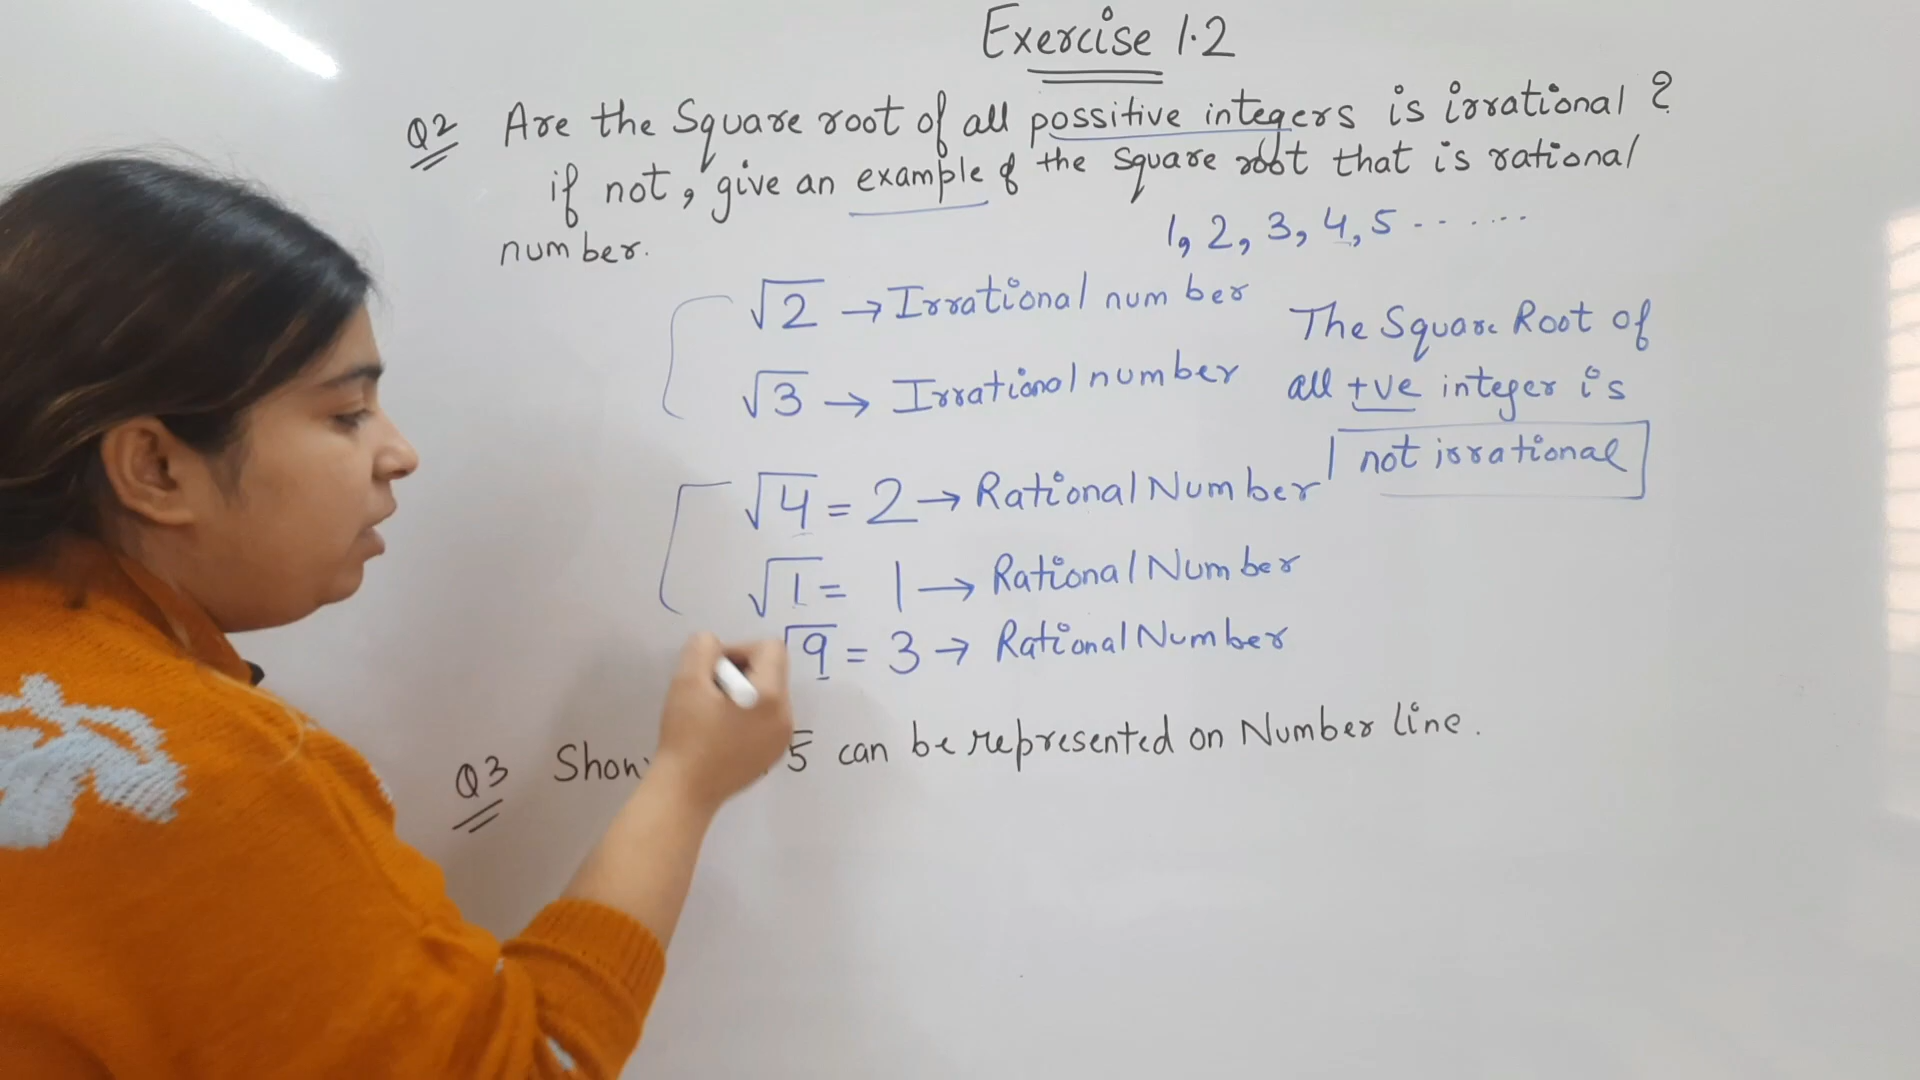 Exercise 1.2
Q2 Are the Square root of all possitive integers is irrational ?
if not, give an example of the square root that is rational
number.
1, 2, 3, 4, 5 - - - - - -
√2 → Irrational number
√3 → Irrational number
The Square Root of
all +ve integer is
not irrational
√4 = 2 → Rational Number
√1 = 1 → Rational Number
√9 = 3 → Rational Number
Q3 5 can be represented on Number line.